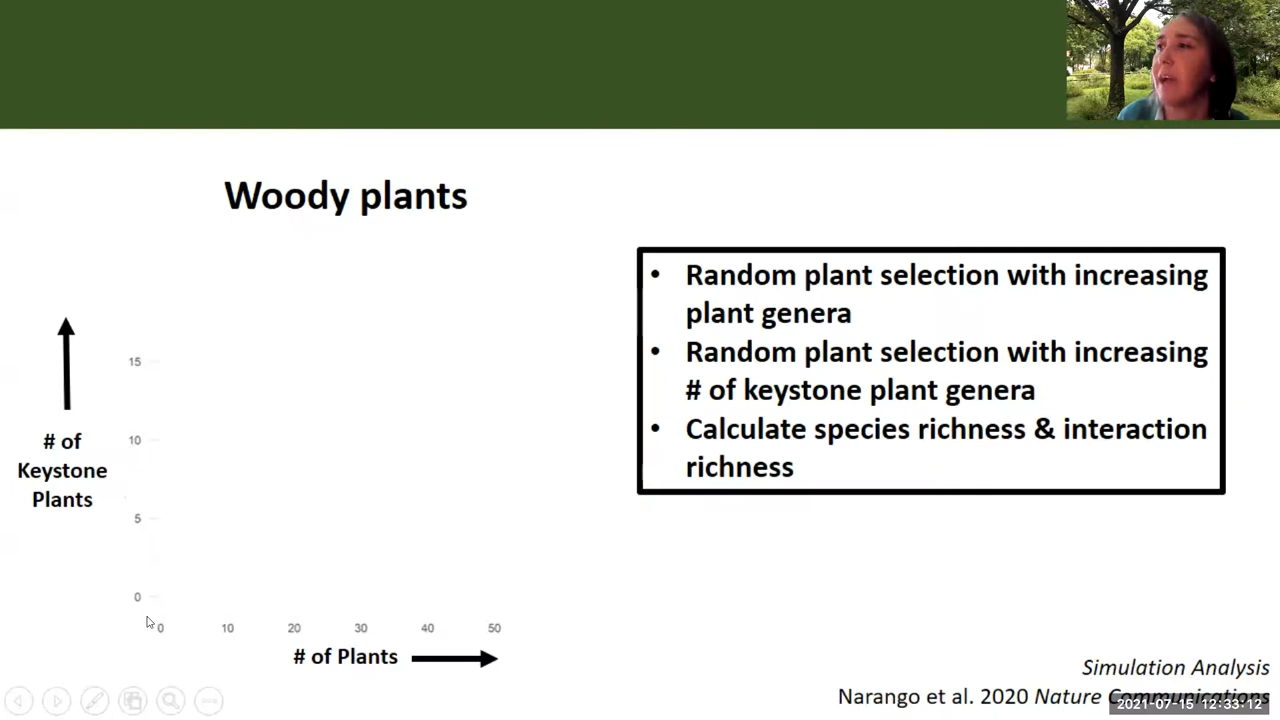 Woody plants
• Random plant selection with increasing
plant genera
• Random plant selection with increasing
# of keystone plant genera
• Calculate species richness & interaction
richness
# of
Keystone
Plants
15
10
5
0
0 10 20 30 40 50
# of Plants
Simulation Analysis
Narango et al. 2020 Nature Communications
2021-07-15 12:33:12